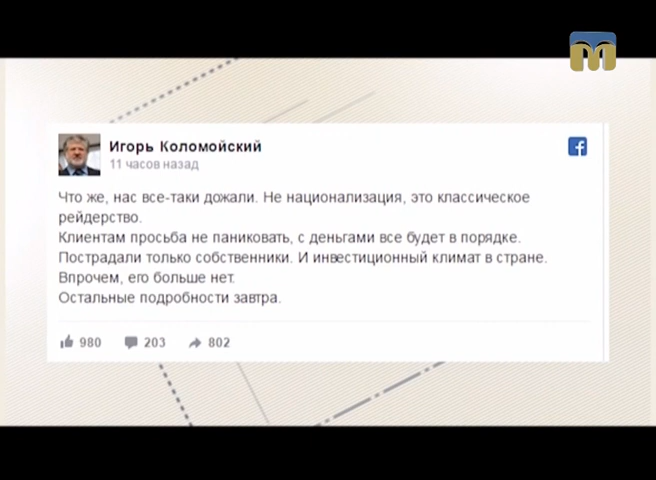 Игорь Коломойский
11 часов назад
Что же, нас все-таки дожали. Не национализация, это классическое
рейдерство.
Клиентам просьба не паниковать, с деньгами все будет в порядке.
Пострадали только собственники. И инвестиционный климат в стране.
Впрочем, его больше нет.
Остальные подробности завтра.
980 203 802